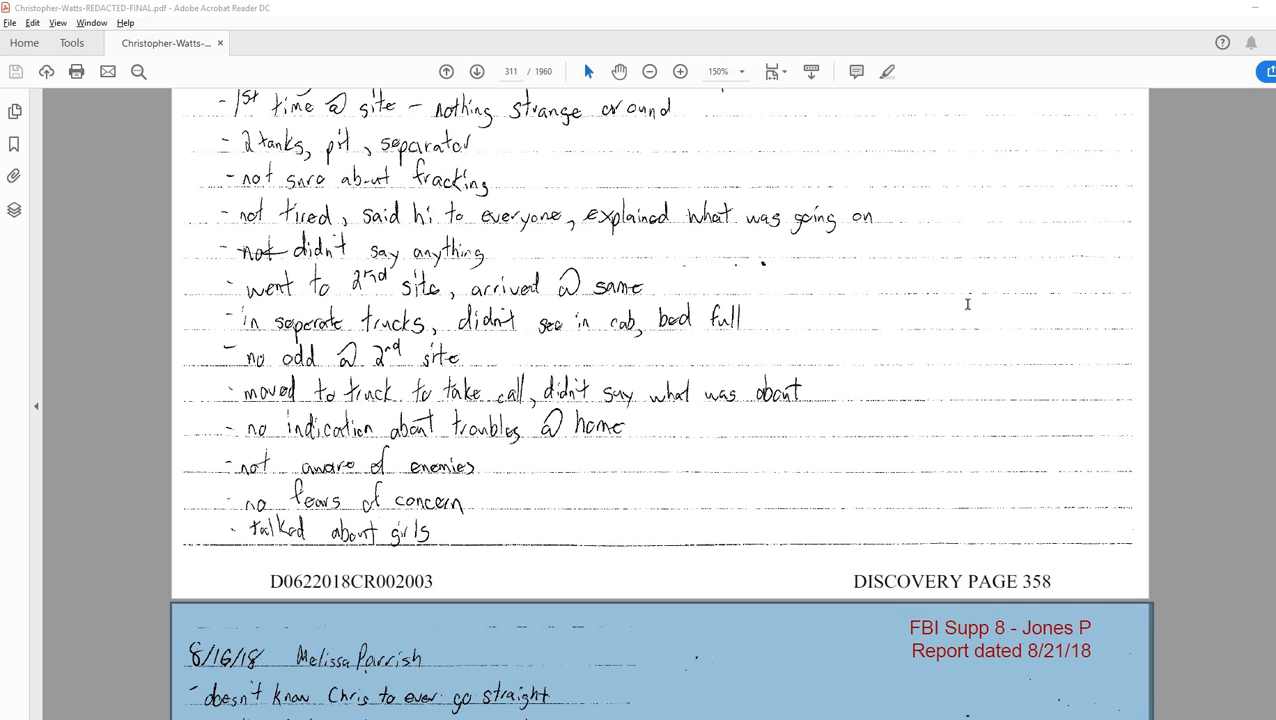 Christopher-Watts-REDACTED-FINAL.pdf - Adobe Acrobat Reader DC
File Edit View Window Help
Home Tools Christopher-Watts-... ×
311 / 1960 150%
- 1st time @ site - nothing strange around
- 2 tanks, pit, separator
- not sure about fracking
- not tired, said hi to everyone, explained what was going on
- not didn't say anything
- went to 2nd site, arrived @ same
- in seperate trucks, didn't see in cab, bed full
- no odd @ 2nd site
- moved to truck to take call, didn't say what was about
- no indication about troubles @ home
- not aware of enemies
- no fears of concern
- talked about girls
D0622018CR002003 DISCOVERY PAGE 358
FBI Supp 8 - Jones P
Report dated 8/21/18
8/16/18 Melissa Parrish
- doesn't know Chris to ever go straight